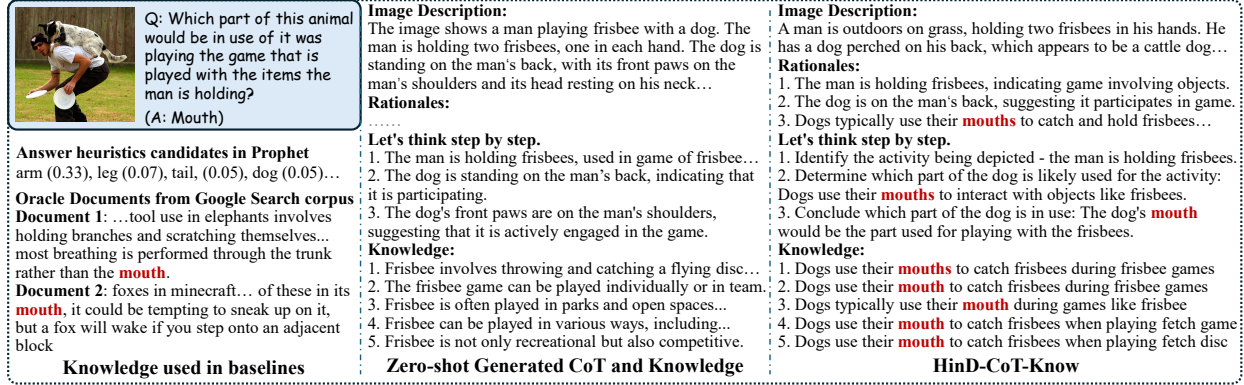 Q: Which part of this animal
would be in use of it was
playing the game that is
played with the items the
man is holding?
(A: Mouth)
Answer heuristics candidates in Prophet
arm (0.33), leg (0.07), tail, (0.05), dog (0.05)…
Oracle Documents from Google Search corpus
Document 1: …tool use in elephants involves
holding branches and scratching themselves...
most breathing is performed through the trunk
rather than the mouth.
Document 2: foxes in minecraft… of these in its
mouth, it could be tempting to sneak up on it,
but a fox will wake if you step onto an adjacent
block
Knowledge used in baselines
Image Description:
The image shows a man playing frisbee with a dog. The
man is holding two frisbees, one in each hand. The dog is
standing on the man's back, with its front paws on the
man's shoulders and its head resting on his neck…
Rationales:
……
Let's think step by step.
1. The man is holding frisbees, used in game of frisbee…
2. The dog is standing on the man's back, indicating that
it is participating.
3. The dog's front paws are on the man's shoulders,
suggesting that it is actively engaged in the game.
Knowledge:
1. Frisbee involves throwing and catching a flying disc…
2. The frisbee game can be played individually or in team.
3. Frisbee is often played in parks and open spaces...
4. Frisbee can be played in various ways, including...
5. Frisbee is not only recreational but also competitive.
Zero-shot Generated CoT and Knowledge
Image Description:
A man is outdoors on grass, holding two frisbees in his hands. He
has a dog perched on his back, which appears to be a cattle dog…
Rationales:
1. The man is holding frisbees, indicating game involving objects.
2. The dog is on the man's back, suggesting it participates in game.
3. Dogs typically use their mouths to catch and hold frisbees…
Let's think step by step.
1. Identify the activity being depicted - the man is holding frisbees.
2. Determine which part of the dog is likely used for the activity:
Dogs use their mouths to interact with objects like frisbees.
3. Conclude which part of the dog is in use: The dog's mouth
would be the part used for playing with the frisbees.
Knowledge:
1. Dogs use their mouths to catch frisbees during frisbee games
2. Dogs use their mouth to catch frisbees during frisbee games
3. Dogs typically use their mouth during games like frisbee
4. Dogs use their mouth to catch frisbees when playing fetch game
5. Dogs use their mouth to catch frisbees when playing fetch disc
HinD-CoT-Know